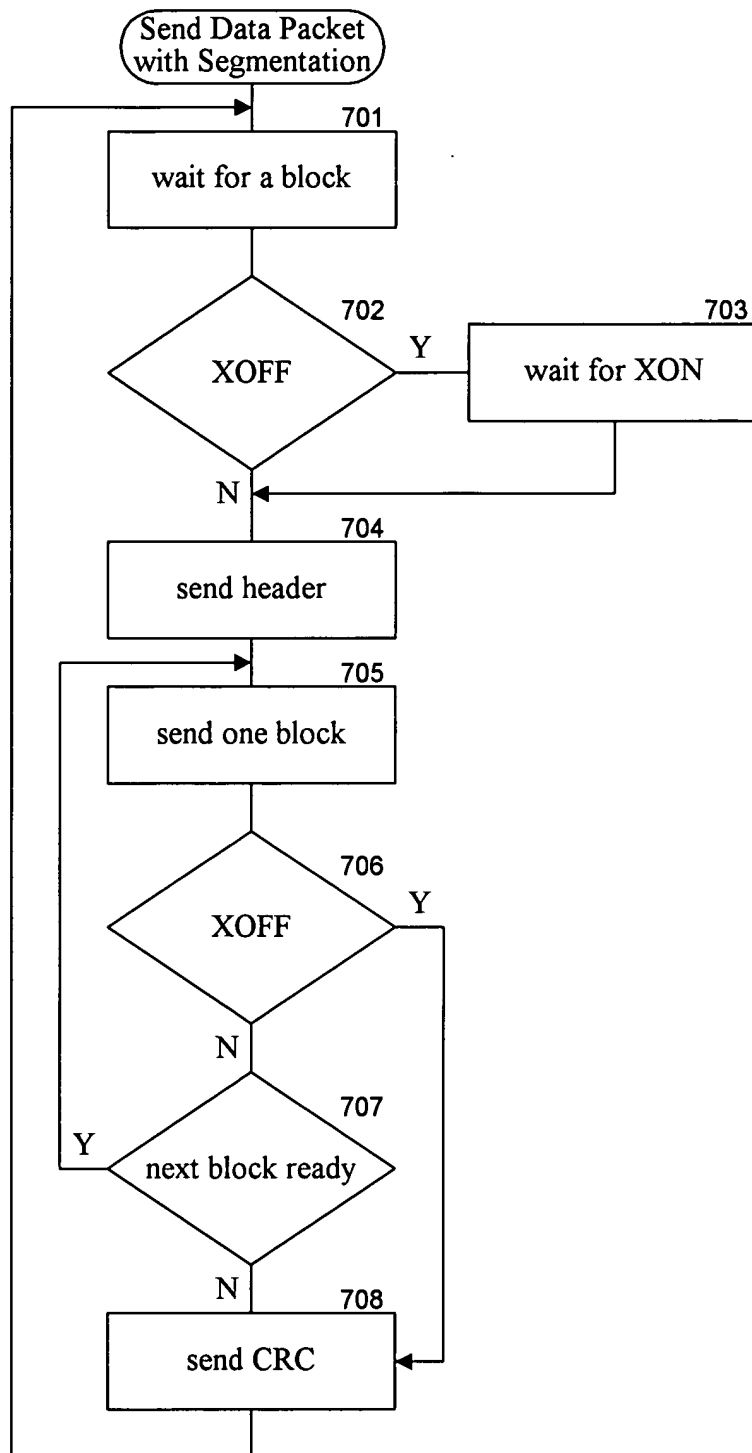 Send Data Packet
with Segmentation
701
wait for a block
702
XOFF
Y
703
wait for XON
N
704
send header
705
send one block
706
XOFF
Y
N
707
next block ready
Y
N
708
send CRC